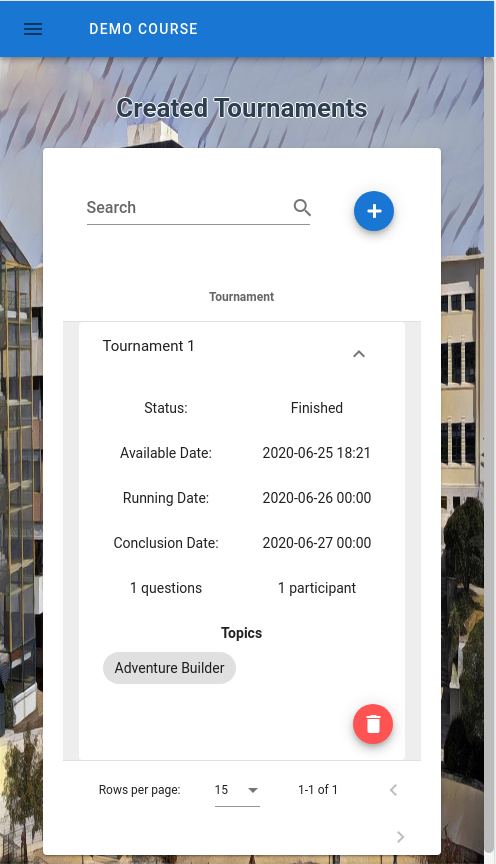 DEMO COURSE
Created Tournaments
Search
Tournament
Tournament 1
Status: Finished
Available Date: 2020-06-25 18:21
Running Date: 2020-06-26 00:00
Conclusion Date: 2020-06-27 00:00
1 questions 1 participant
Topics
Adventure Builder
Rows per page: 15 1-1 of 1